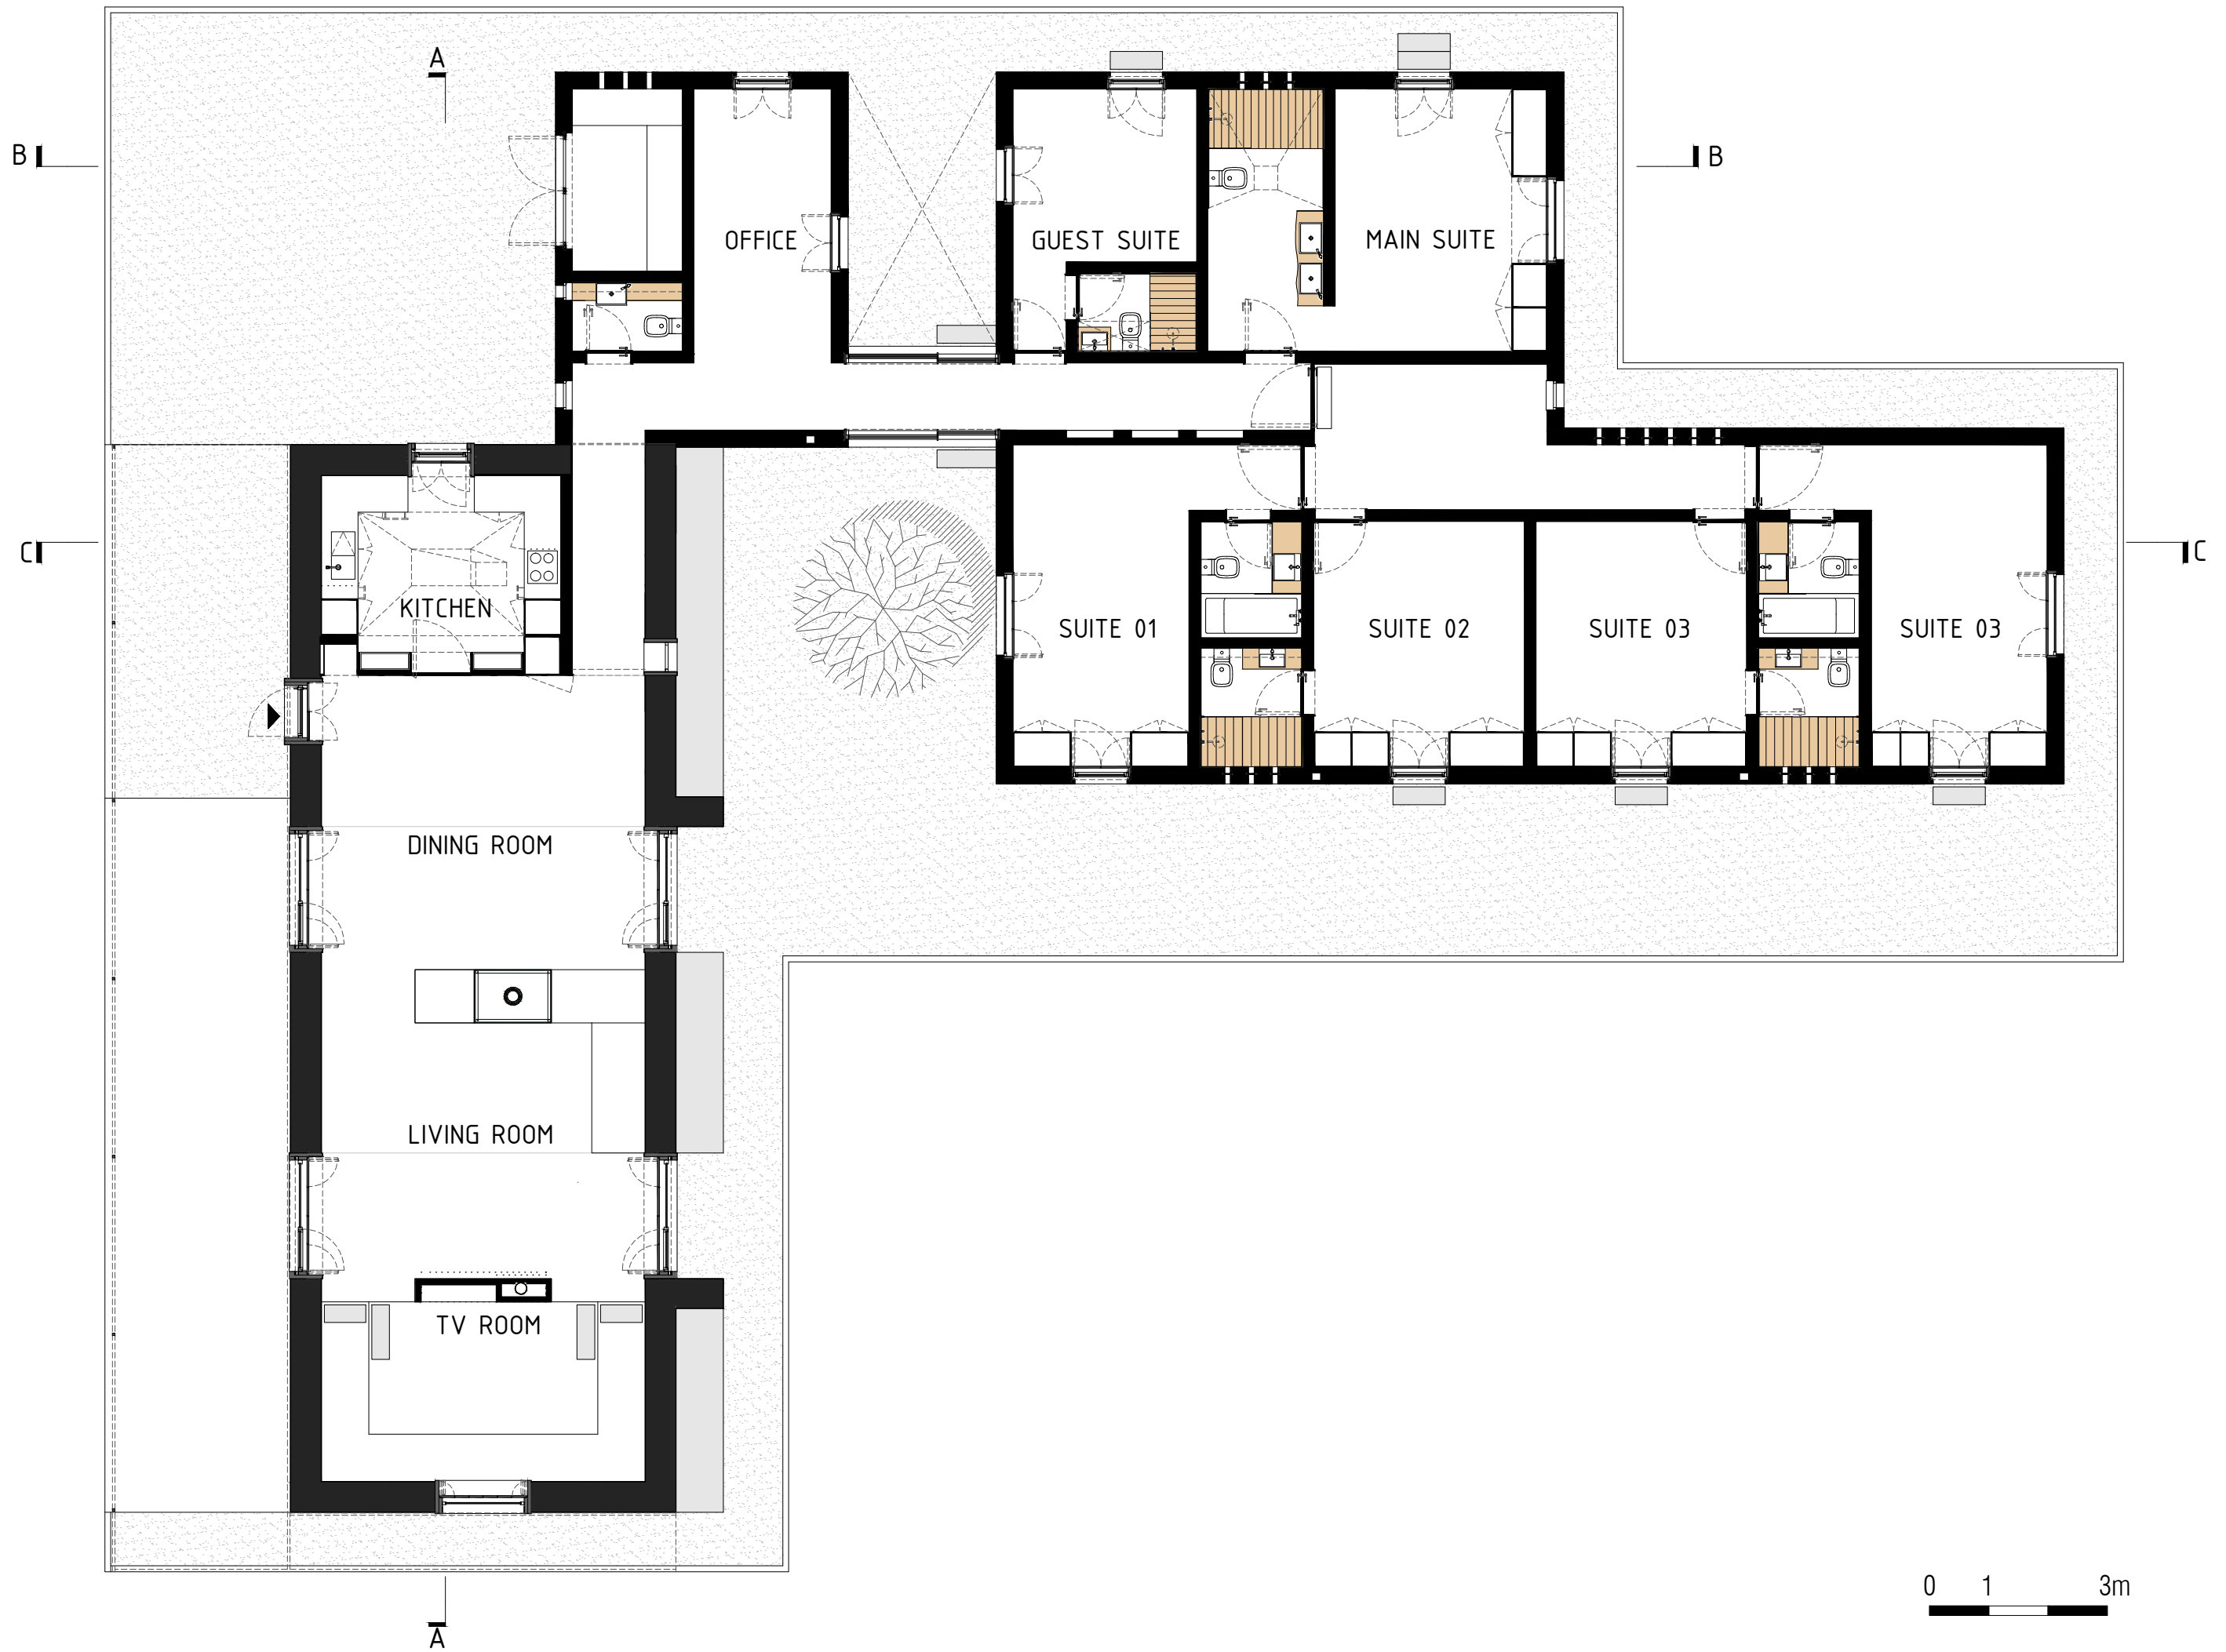 A
B
B
OFFICE
GUEST SUITE
MAIN SUITE
C
C
KITCHEN
SUITE 01
SUITE 02
SUITE 03
SUITE 03
DINING ROOM
LIVING ROOM
TV ROOM
0 1 3m
A